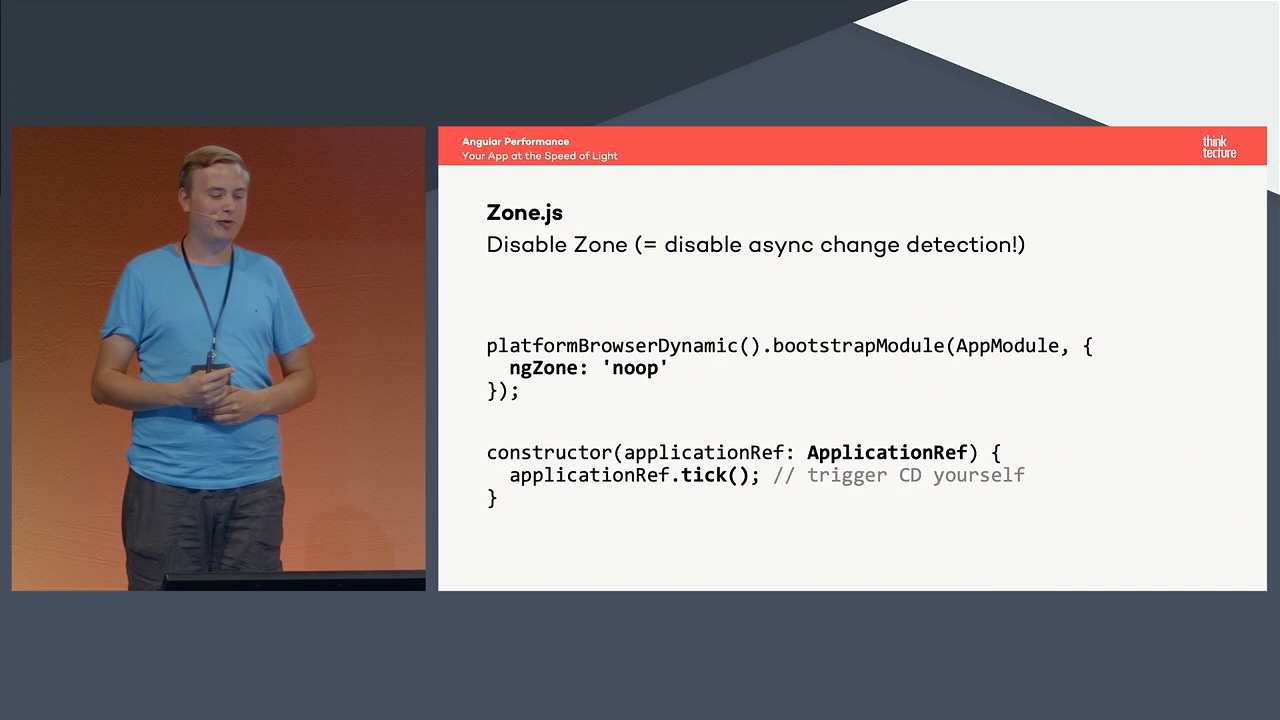 Angular Performance
Your App at the Speed of Light
think
tecture
Zone.js
Disable Zone (= disable async change detection!)
platformBrowserDynamic().bootstrapModule(AppModule, {
  ngZone: 'noop'
});
constructor(applicationRef: ApplicationRef) {
  applicationRef.tick(); // trigger CD yourself
}